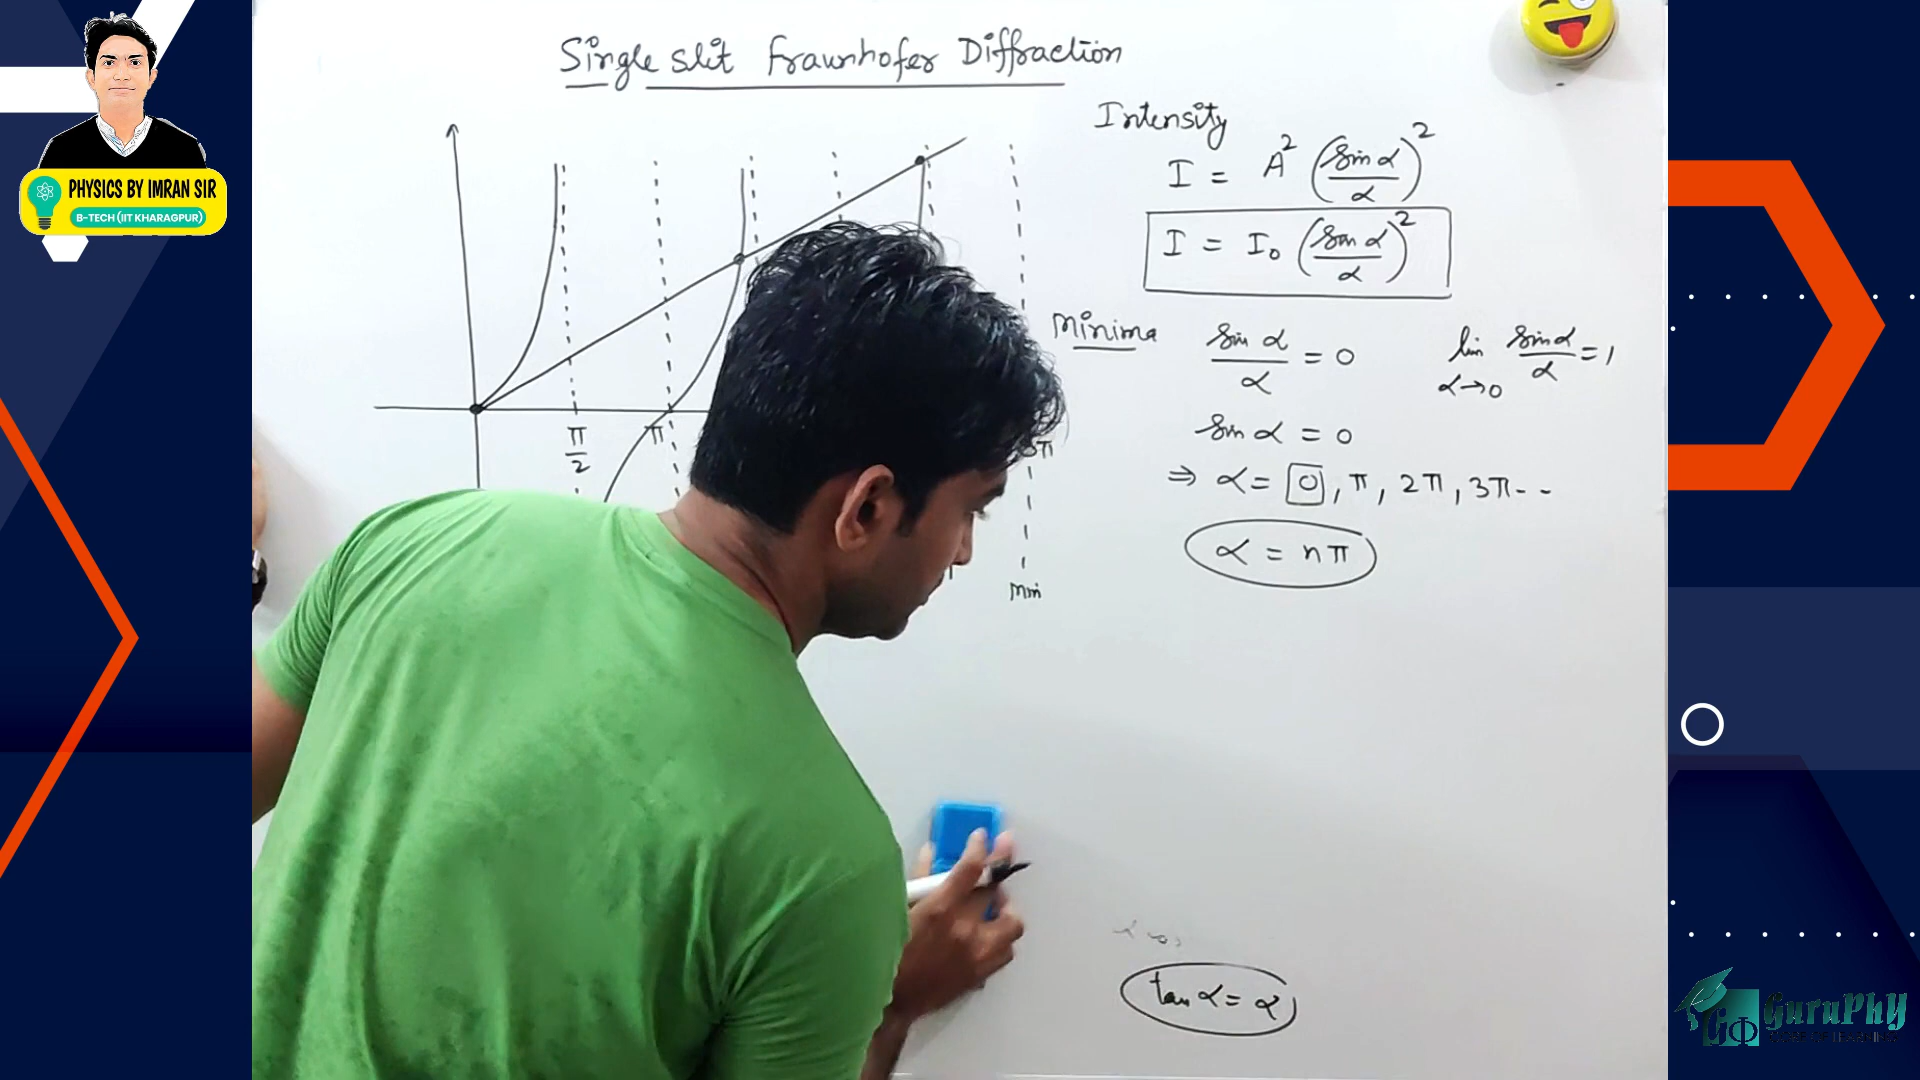 Single slit Fraunhofer Diffraction
PHYSICS BY IMRAN SIR
B-TECH (IIT KHARAGPUR)
Intensity
I = A² (sin α / α)²
I = I₀ (sin α / α)²
Minima
sin α / α = 0
lim α→0 sin α / α = 1
sin α = 0
⇒ α = 0, π, 2π, 3π - -
α = nπ
π/2
π
3π
Min
tan α = α
GuruPhy